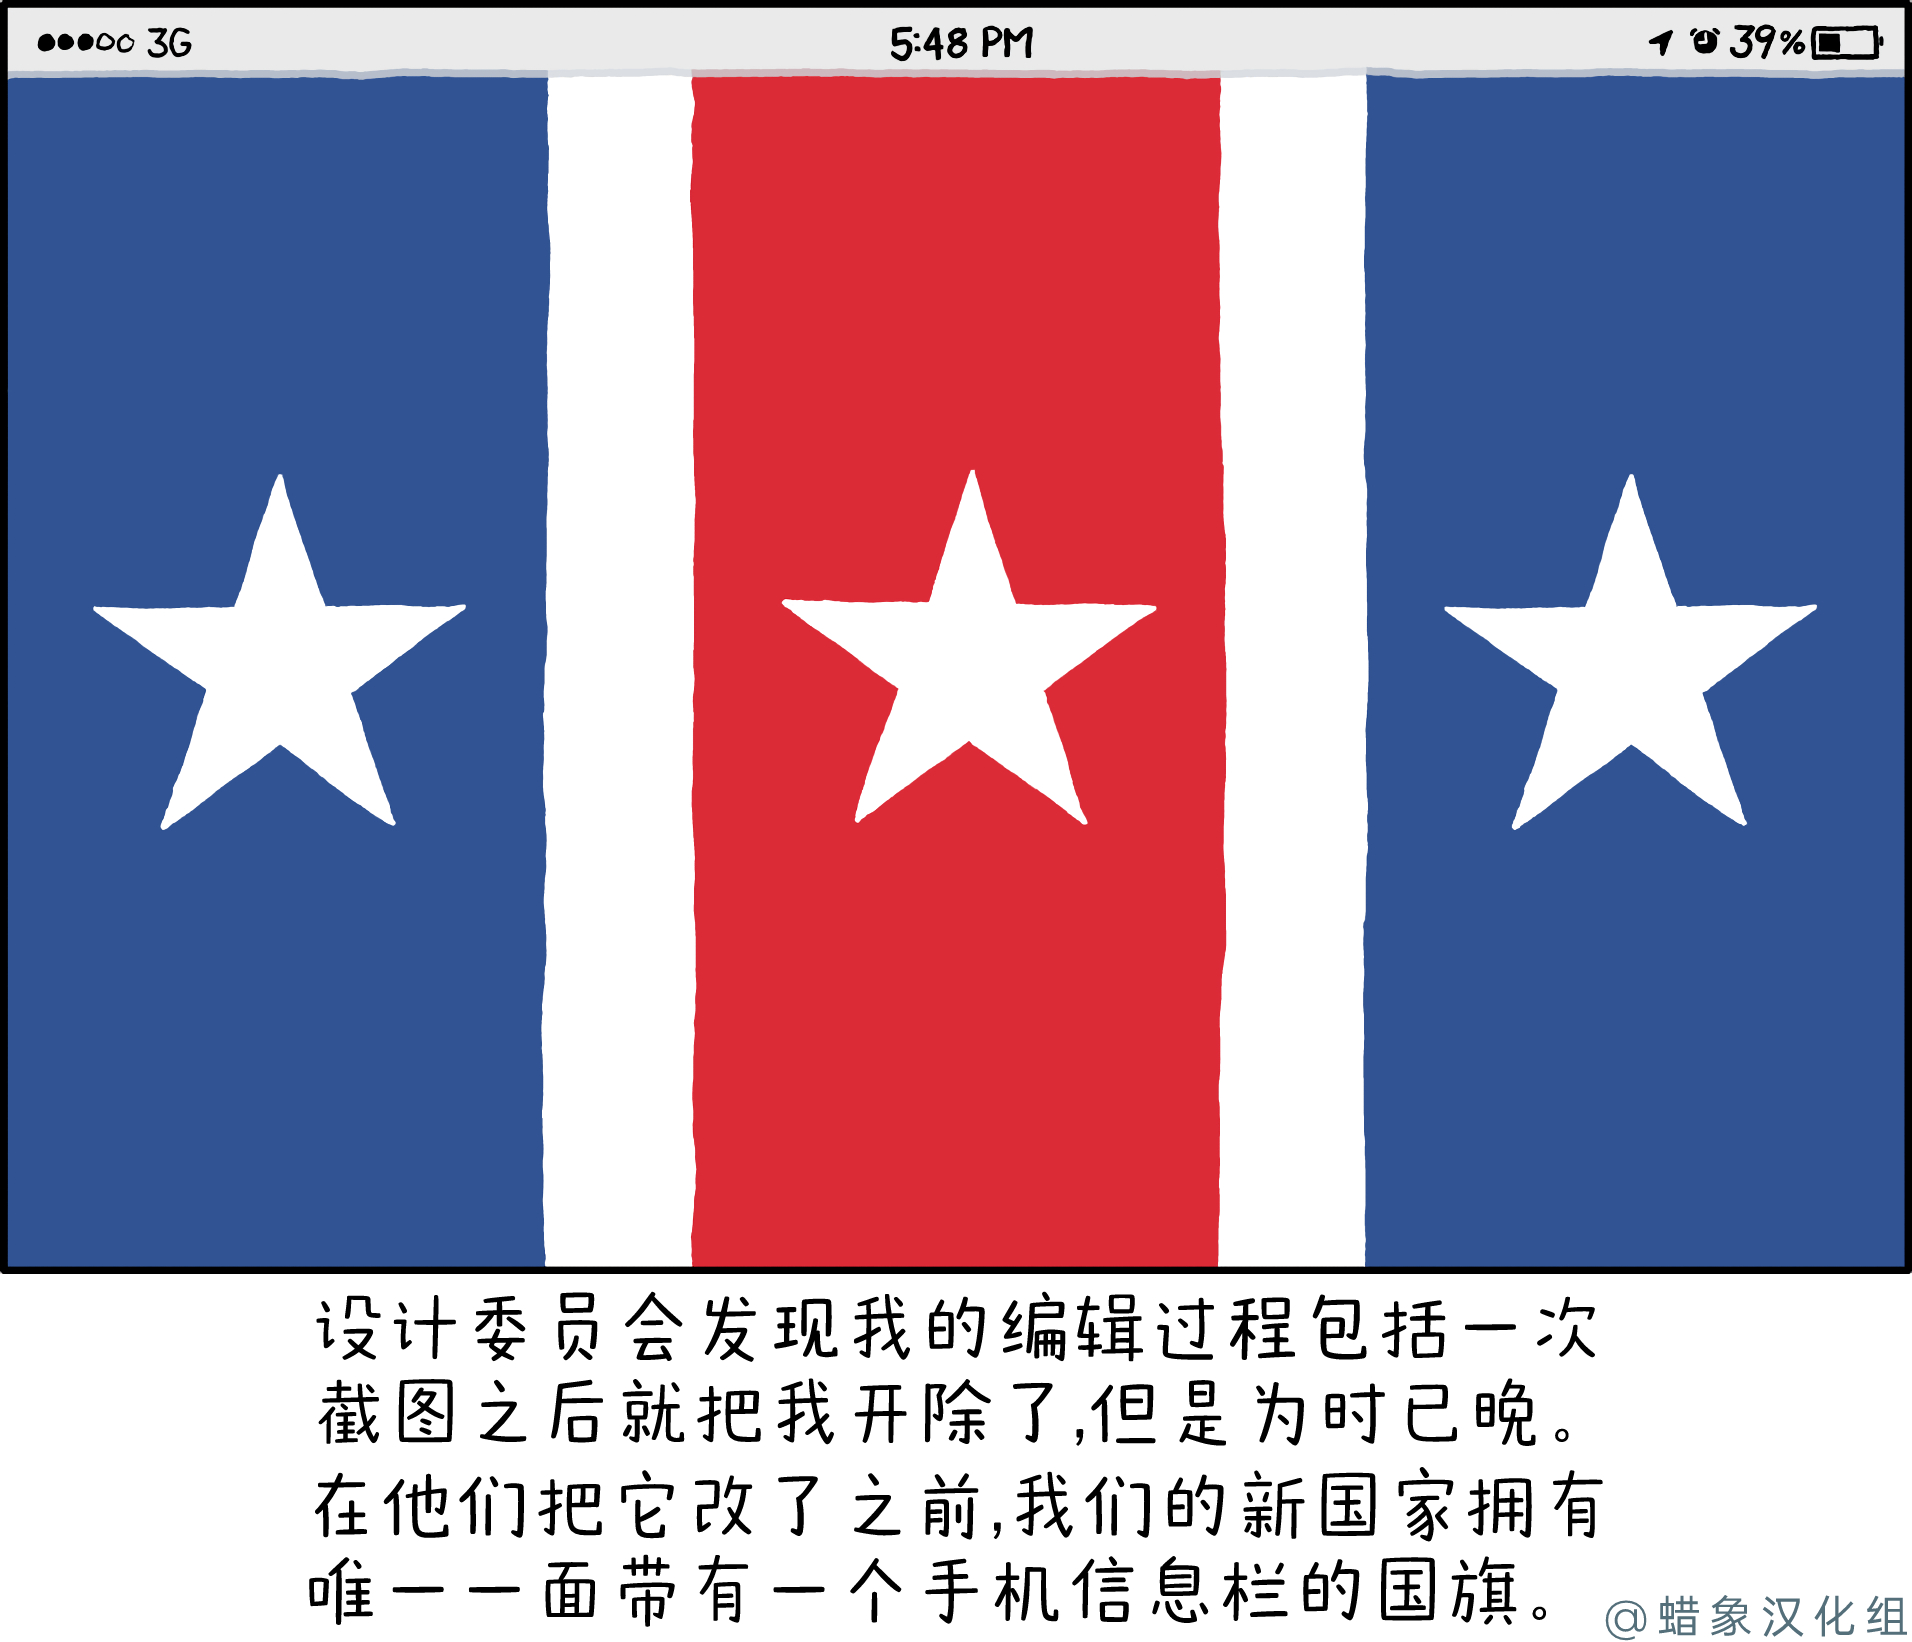 3G
5:48 PM
39%
设计委员会发现我的编辑过程包括一次
截图之后就把我开除了,但是为时已晚。
在他们把它改了之前,我们的新国家拥有
唯一一面带有一个手机信息栏的国旗。
@蜡象汉化组